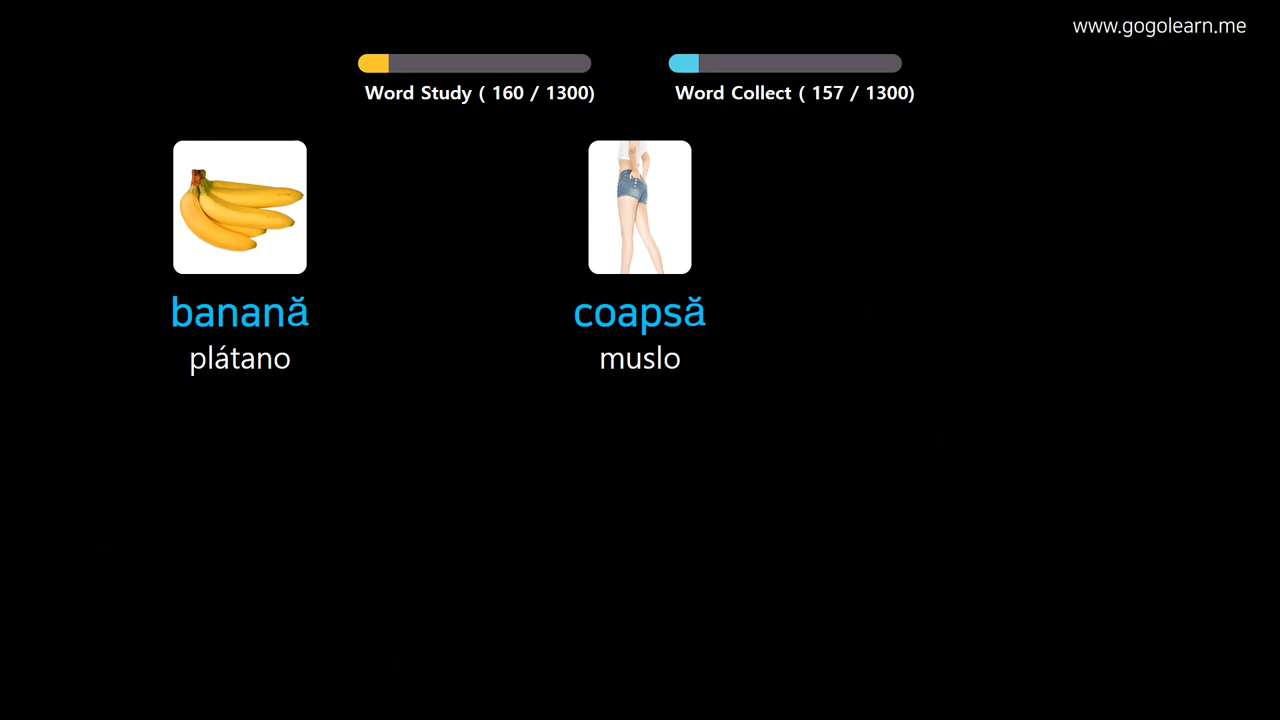 www.gogolearn.me
Word Study ( 160 / 1300)
Word Collect ( 157 / 1300)
banană
plátano
coapsă
muslo